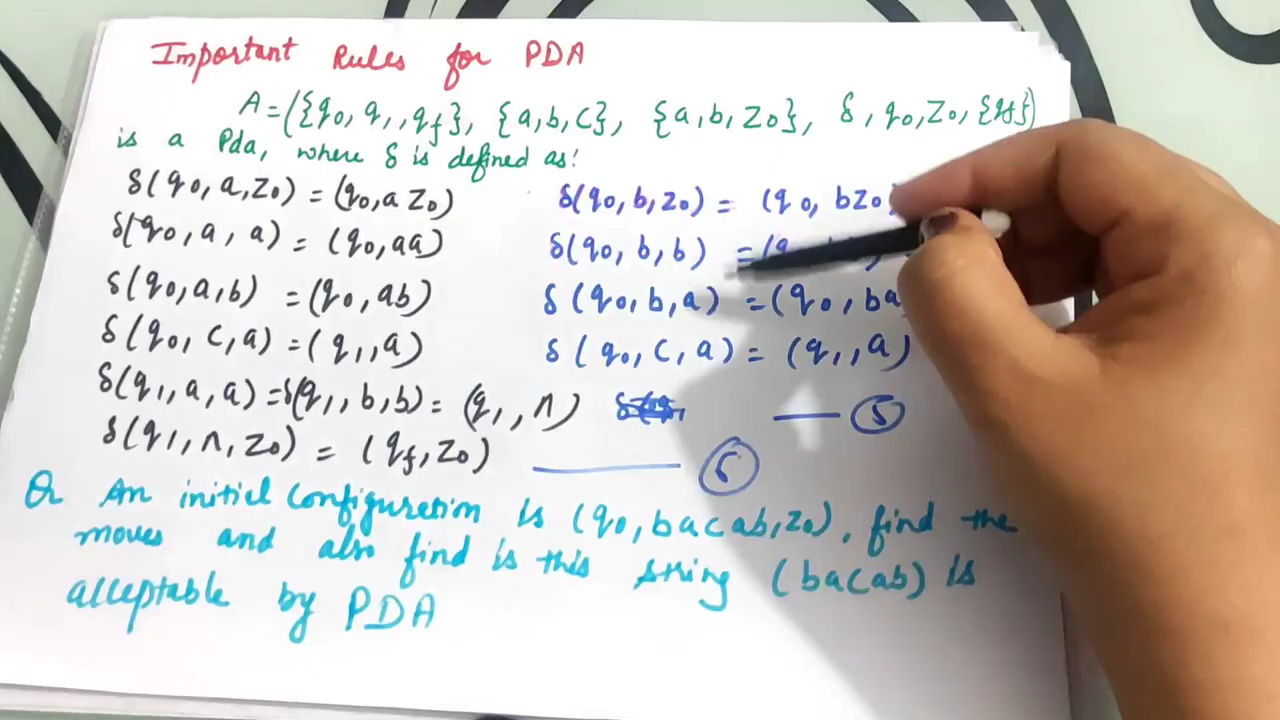 Important Rules for PDA
A = ({q0, q1, qf}, {a, b, c}, {a, b, Z0}, δ, q0, Z0, {qf})
is a Pda, where δ is defined as:
δ(q0, a, Z0) = (q0, a Z0) δ(q0, b, z0) = (q0, bz0)
δ(q0, a, a) = (q0, aa) δ(q0, b, b) =
δ(q0, a, b) = (q0, ab) δ(q0, b, a) = (q0, ba
δ(q0, c, a) = (q1, a) δ(q0, c, a) = (q1, a)
δ(q1, a, a) = δ(q1, b, b) = (q1, Λ) — 5
δ(q1, Λ, Z0) = (qf, Z0) —
Q An initial configuration is (q0, bacab, z0), find the
moves and also find is this string (bacab) is
acceptable by PDA